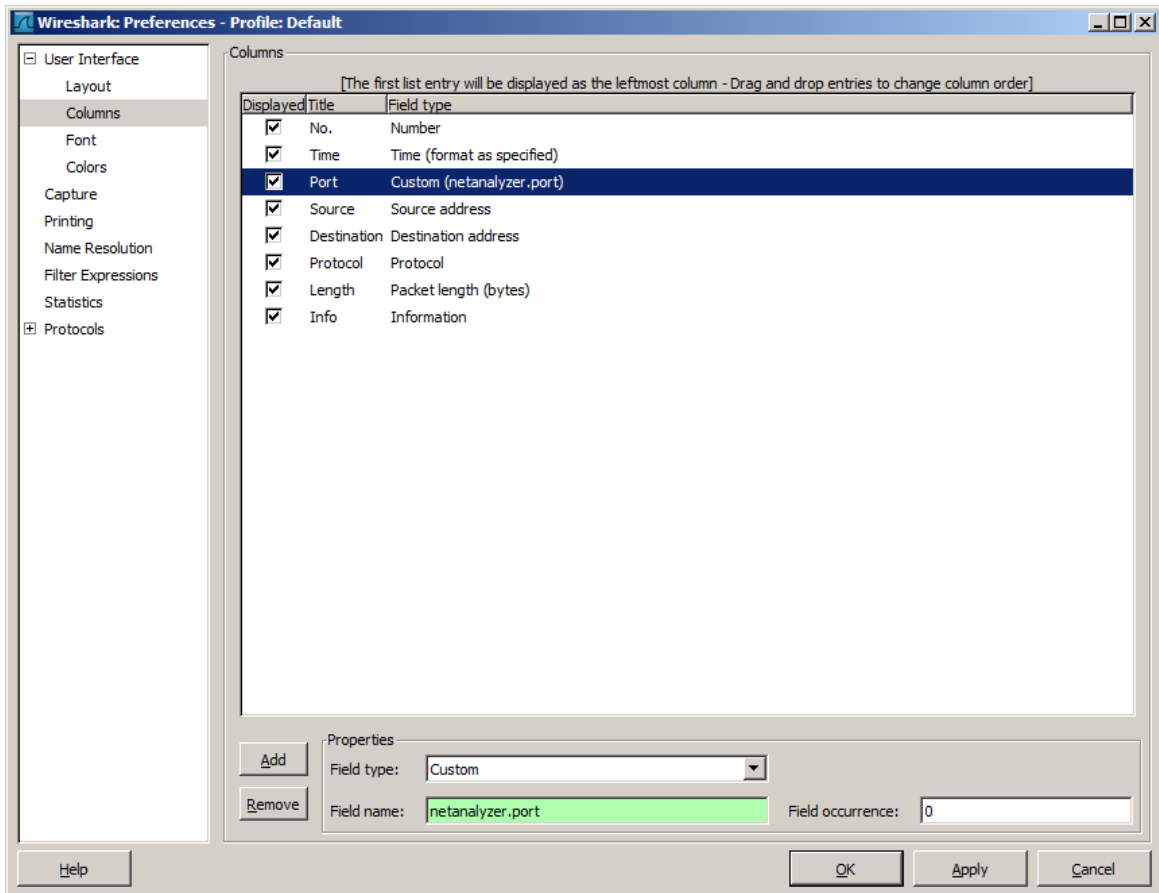 Wireshark: Preferences - Profile: Default
User Interface
Layout
Columns
Font
Colors
Capture
Printing
Name Resolution
Filter Expressions
Statistics
Protocols
Columns
[The first list entry will be displayed as the leftmost column - Drag and drop entries to change column order]
Displayed Title Field type
No. Number
Time Time (format as specified)
Port Custom (netanalyzer.port)
Source Source address
Destination Destination address
Protocol Protocol
Length Packet length (bytes)
Info Information
Add
Remove
Properties
Field type: Custom
Field name: netanalyzer.port Field occurrence: 0
Help OK Apply Cancel